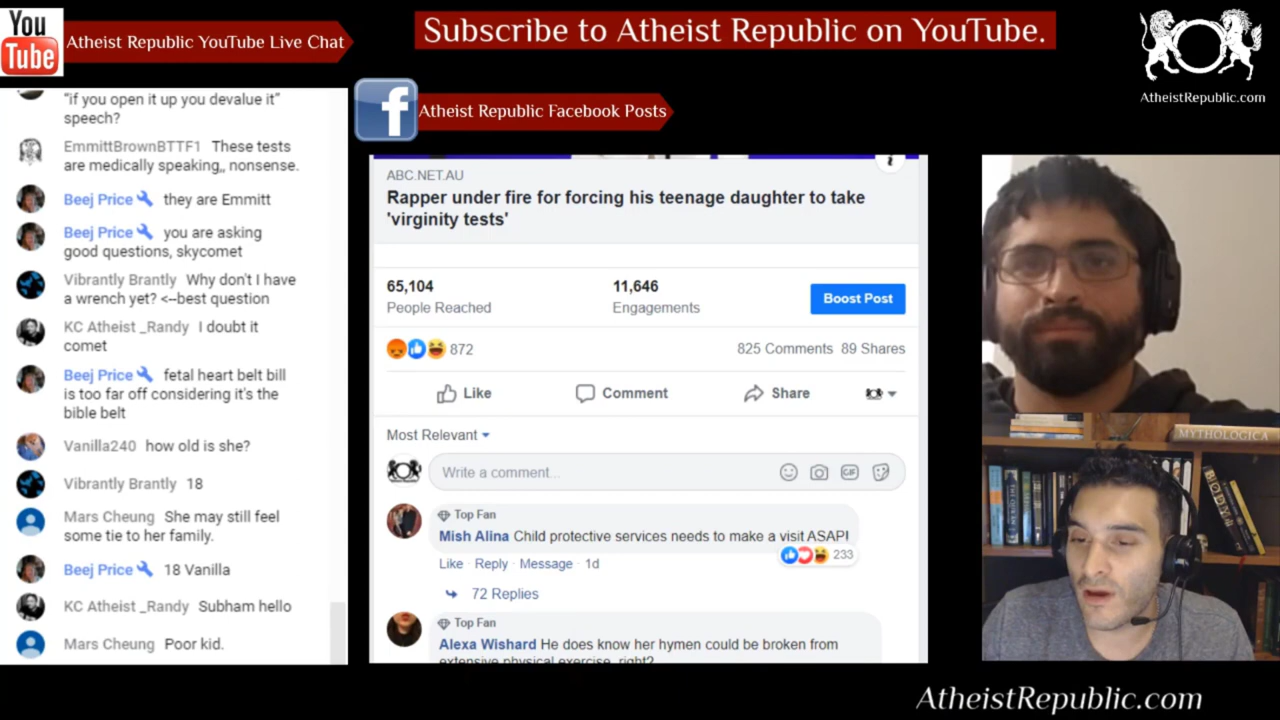 You
Tube
Atheist Republic YouTube Live Chat
Subscribe to Atheist Republic on YouTube.
AtheistRepublic.com
f
Atheist Republic Facebook Posts
"if you open it up you devalue it"
speech?
EmmittBrownBTTF1 These tests
are medically speaking,, nonsense.
Beej Price they are Emmitt
Beej Price you are asking
good questions, skycomet
Vibrantly Brantly Why don't I have
a wrench yet? <--best question
KC Atheist _Randy I doubt it
comet
Beej Price fetal heart belt bill
is too far off considering it's the
bible belt
Vanilla240 how old is she?
Vibrantly Brantly 18
Mars Cheung She may still feel
some tie to her family.
Beej Price 18 Vanilla
KC Atheist _Randy Subham hello
Mars Cheung Poor kid.
i
ABC.NET.AU
Rapper under fire for forcing his teenage daughter to take
'virginity tests'
65,104
People Reached
11,646
Engagements
Boost Post
872
825 Comments 89 Shares
Like
Comment
Share
Most Relevant
Write a comment...
GIF
Top Fan
Mish Alina Child protective services needs to make a visit ASAP!
233
Like · Reply · Message · 1d
72 Replies
Top Fan
Alexa Wishard He does know her hymen could be broken from
extensive physical exercise, right?
MYTHOLOGICA
THE QUR'AN
AtheistRepublic.com